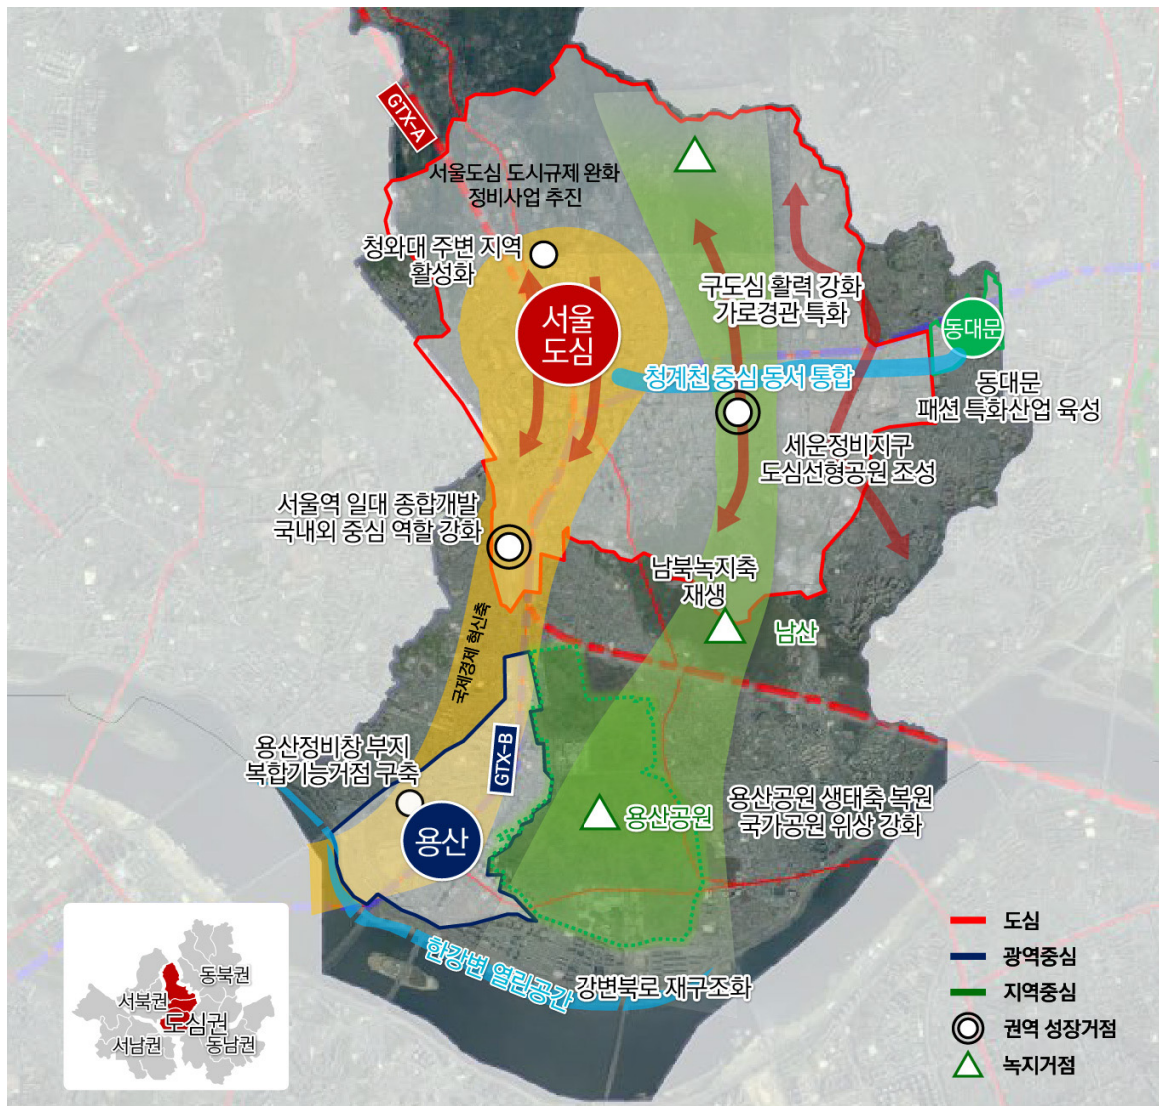 GTX-A
서울도심 도시규제 완화
정비사업 추진
청와대 주변 지역
활성화
서울
도심
구도심 활력 강화
가로경관 특화
동대문
청계천 중심 동서 통합
동대문
패션 특화산업 육성
세운정비지구
도심선형공원 조성
서울역 일대 종합개발
국내외 중심 역할 강화
남북녹지축
재생
남산
국제경제 혁신축
GTX-B
용산정비창 부지
복합기능거점 구축
용산
용산공원
용산공원 생태축 복원
국가공원 위상 강화
한강변 열린공간
강변북로 재구조화
동북권
서북권
도심권
서남권
동남권
도심
광역중심
지역중심
권역 성장거점
녹지거점